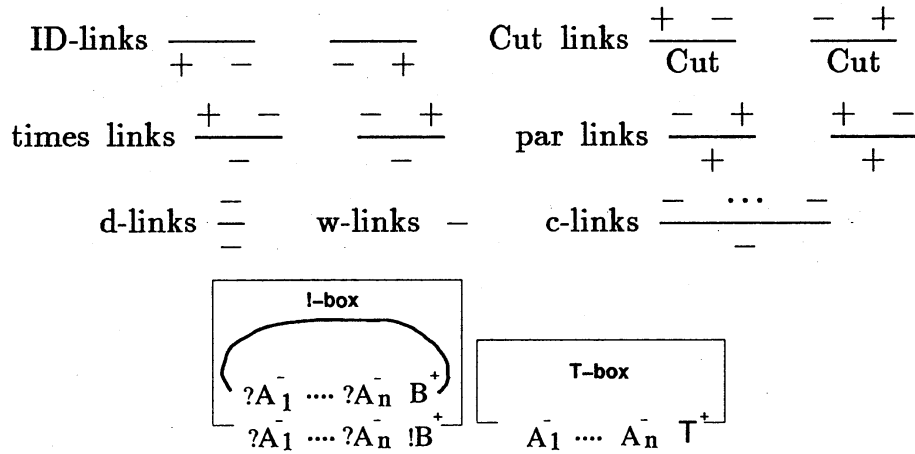 ID-links + − − + Cut links + − Cut − + Cut
times links + − − − + − par links − + + + − +
d-links − − w-links − c-links − ⋯ − −
!-box
?A₁⁻ ···· ?Aₙ⁻ B⁺
?A₁⁻ ···· ?Aₙ⁻ !B⁺
T-box
A₁⁻ ···· Aₙ⁻ T⁺